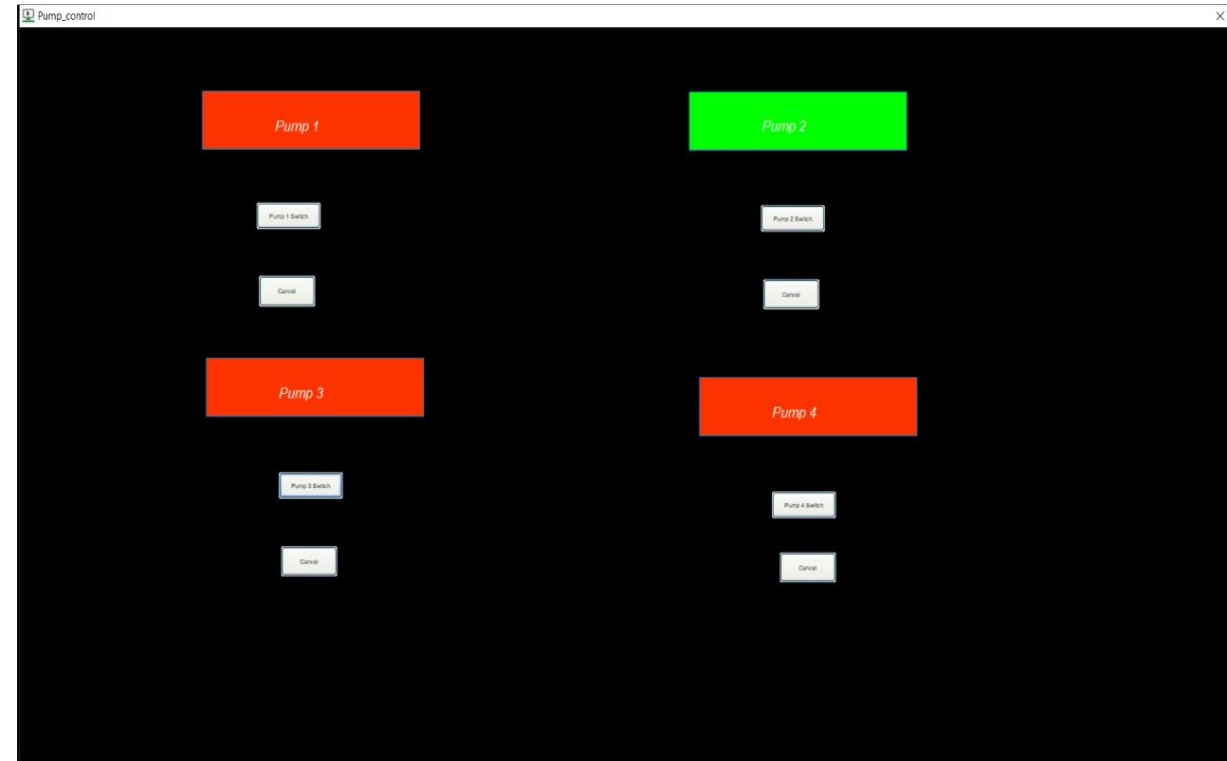 Pump_control
Pump 1
Pump 2
Pump 1 Switch
Pump 2 Switch
Cancel
Cancel
Pump 3
Pump 4
Pump 3 Switch
Pump 4 Switch
Cancel
Cancel